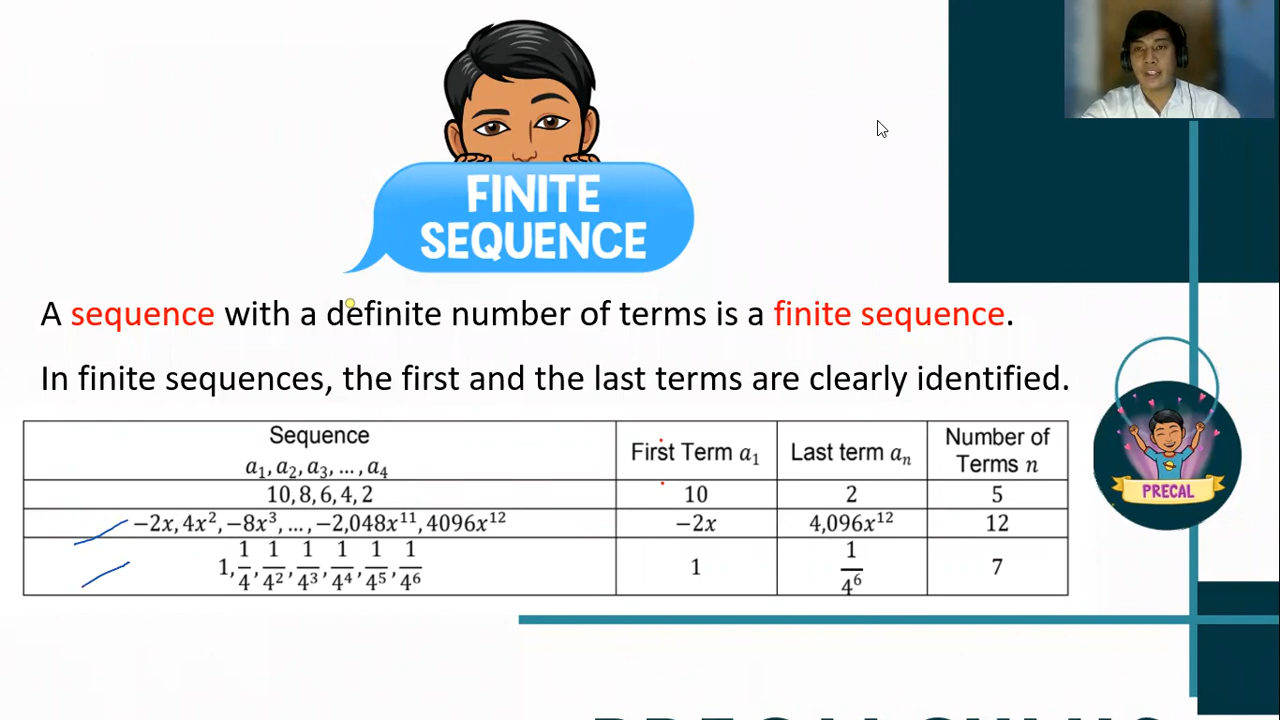 FINITE
SEQUENCE
A sequence with a definite number of terms is a finite sequence.
In finite sequences, the first and the last terms are clearly identified.
Sequence
a₁, a₂, a₃, …, a₄
First Term a₁
Last term aₙ
Number of
Terms n
10, 8, 6, 4, 2
10
2
5
−2x, 4x², −8x³, …, −2,048x¹¹, 4096x¹²
−2x
4,096x¹²
12
1, 1/4, 1/4², 1/4³, 1/4⁴, 1/4⁵, 1/4⁶
1
1/4⁶
7
PRECAL